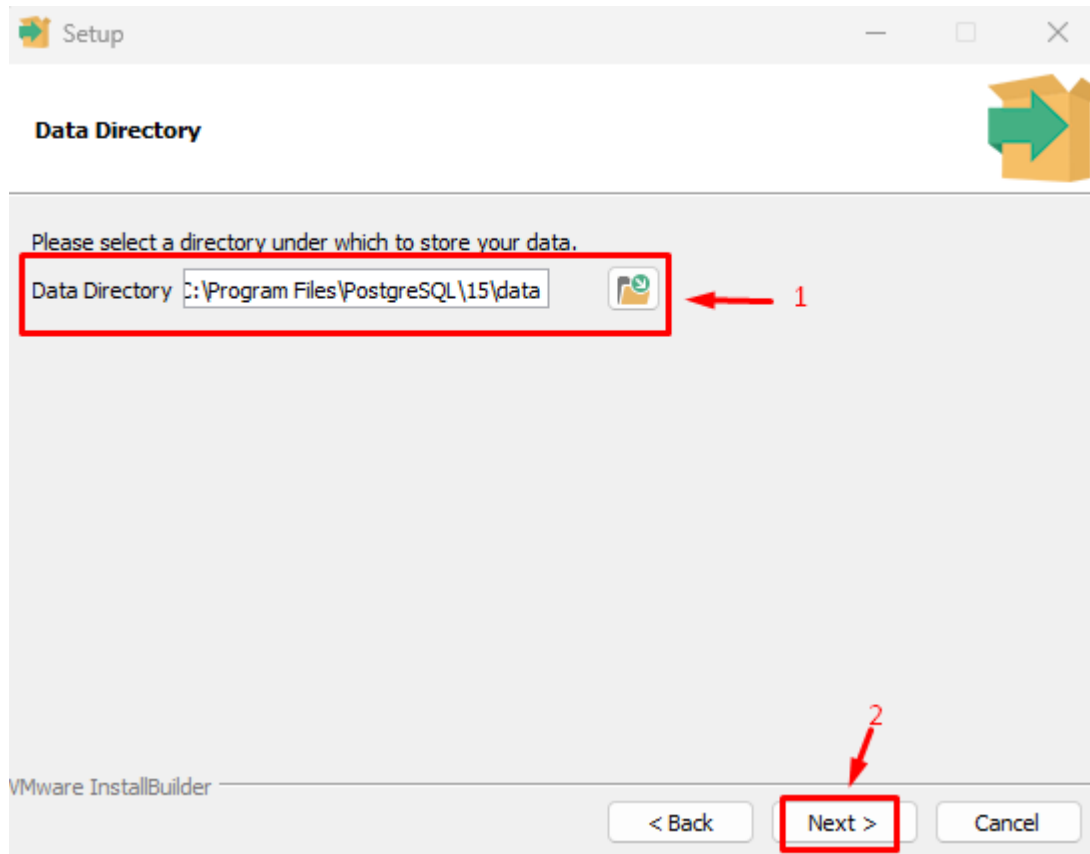 Setup
Data Directory
Please select a directory under which to store your data.
Data Directory C:\Program Files\PostgreSQL\15\data
1
2
VMware InstallBuilder
< Back Next > Cancel